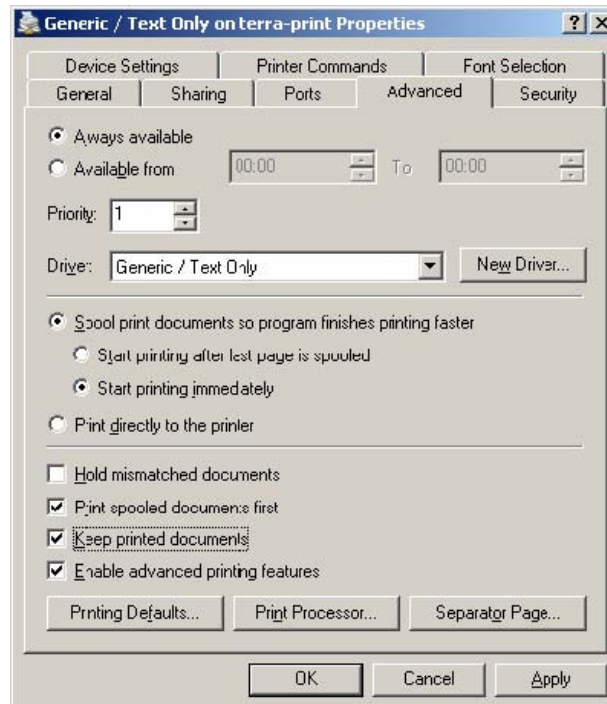 Generic / Text Only on terra-print Properties
Device Settings Printer Commands Font Selection
General Sharing Ports Advanced Security
Always available
Available from 00:00 To 00:00
Priority: 1
Driver: Generic / Text Only New Driver...
Spool print documents so program finishes printing faster
Start printing after last page is spooled
Start printing immediately
Print directly to the printer
Hold mismatched documents
Print spooled documents first
Keep printed documents
Enable advanced printing features
Printing Defaults... Print Processor... Separator Page...
OK Cancel Apply